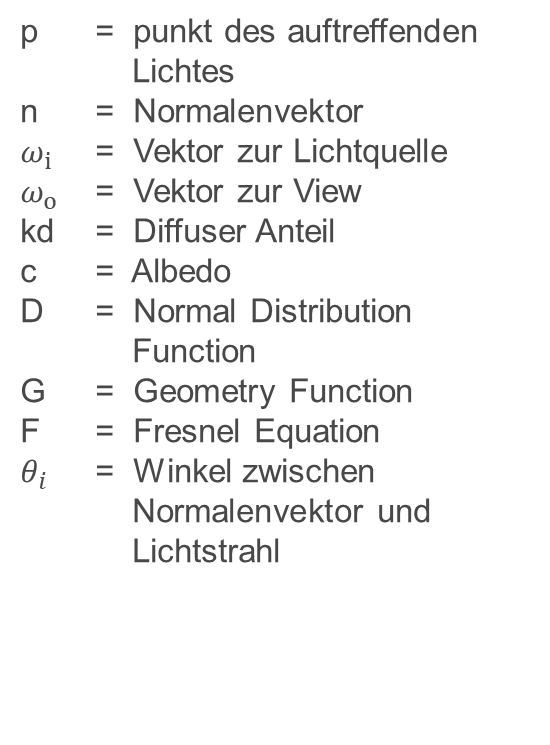 p = punkt des auftreffenden
Lichtes
n = Normalenvektor
ωi = Vektor zur Lichtquelle
ωo = Vektor zur View
kd = Diffuser Anteil
c = Albedo
D = Normal Distribution
Function
G = Geometry Function
F = Fresnel Equation
θi = Winkel zwischen
Normalenvektor und
Lichtstrahl